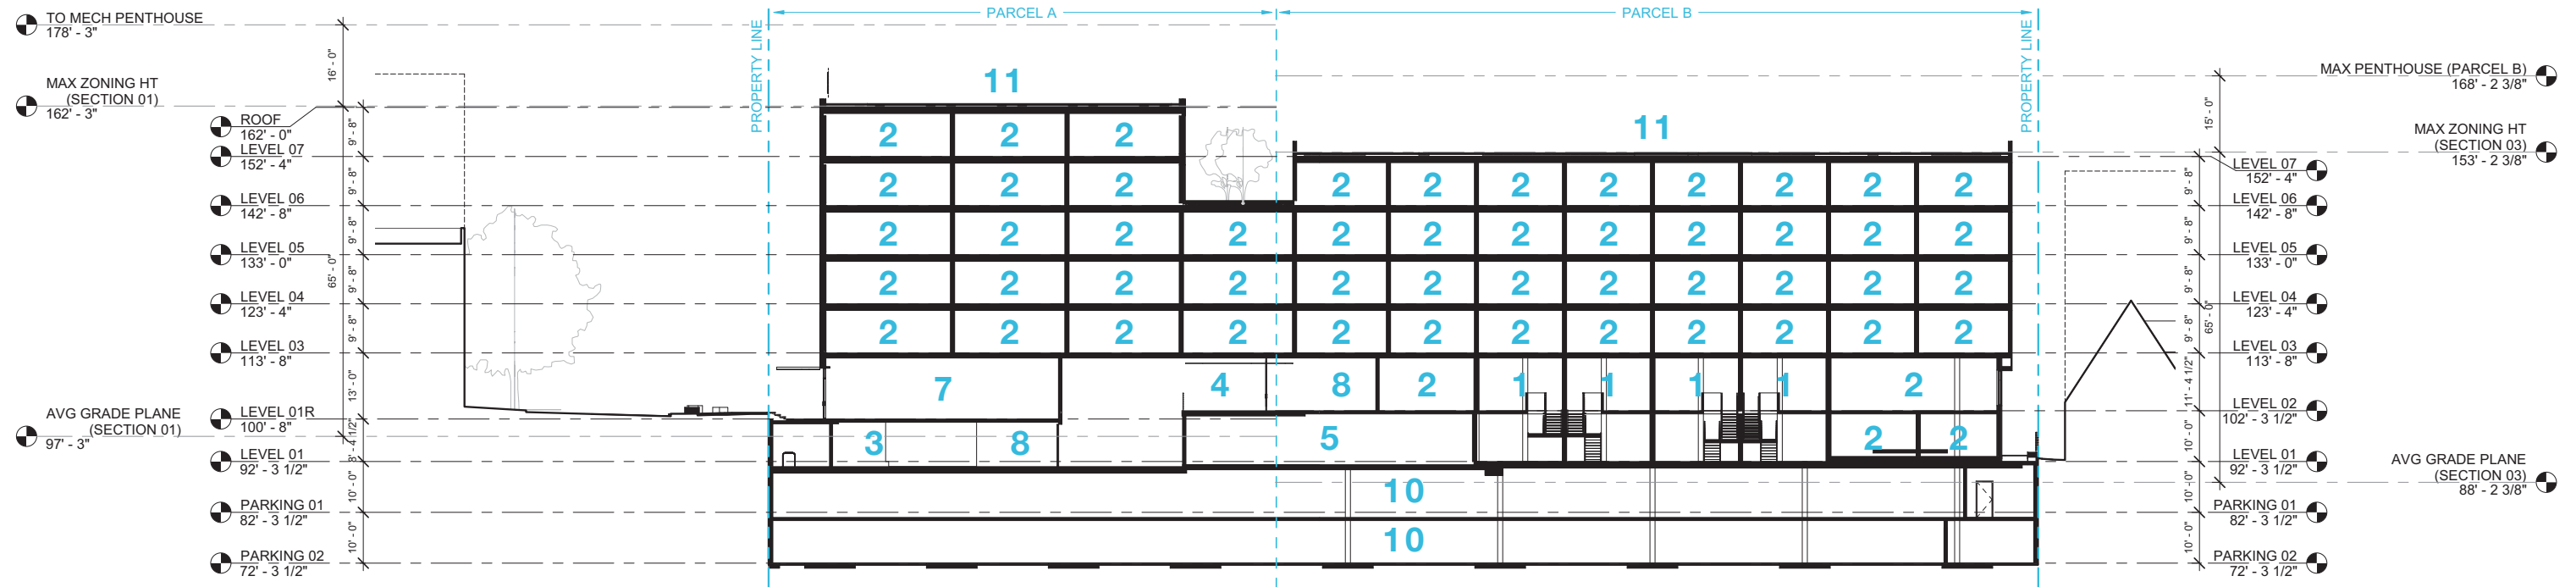 PARCEL A
PARCEL B
PROPERTY LINE
PROPERTY LINE
TO MECH PENTHOUSE
178' - 3"
MAX ZONING HT
(SECTION 01)
162' - 3"
ROOF
162' - 0"
LEVEL 07
152' - 4"
LEVEL 06
142' - 8"
LEVEL 05
133' - 0"
LEVEL 04
123' - 4"
LEVEL 03
113' - 8"
AVG GRADE PLANE
(SECTION 01)
97' - 3"
LEVEL 01R
100' - 8"
LEVEL 01
92' - 3 1/2"
PARKING 01
82' - 3 1/2"
PARKING 02
72' - 3 1/2"
16' - 0"
65' - 0"
9' - 8"
9' - 8"
9' - 8"
9' - 8"
9' - 8"
13' - 0"
8' - 4 1/2"
10' - 0"
10' - 0"
11
11
2 2 2
2 2 2 2 2 2 2 2 2 2 2
2 2 2 2 2 2 2 2 2 2 2 2
2 2 2 2 2 2 2 2 2 2 2 2
2 2 2 2 2 2 2 2 2 2 2 2
7 4 8 2 1 1 1 1 2
3 8 5 2 2
10
10
MAX PENTHOUSE (PARCEL B)
168' - 2 3/8"
MAX ZONING HT
(SECTION 03)
153' - 2 3/8"
LEVEL 07
152' - 4"
LEVEL 06
142' - 8"
LEVEL 05
133' - 0"
LEVEL 04
123' - 4"
LEVEL 03
113' - 8"
LEVEL 02
102' - 3 1/2"
LEVEL 01
92' - 3 1/2"
AVG GRADE PLANE
(SECTION 03)
88' - 2 3/8"
PARKING 01
82' - 3 1/2"
PARKING 02
72' - 3 1/2"
15' - 0"
65' - 0"
9' - 8"
9' - 8"
9' - 8"
9' - 8"
11' - 4 1/2"
10' - 0"
10' - 0"
10' - 0"